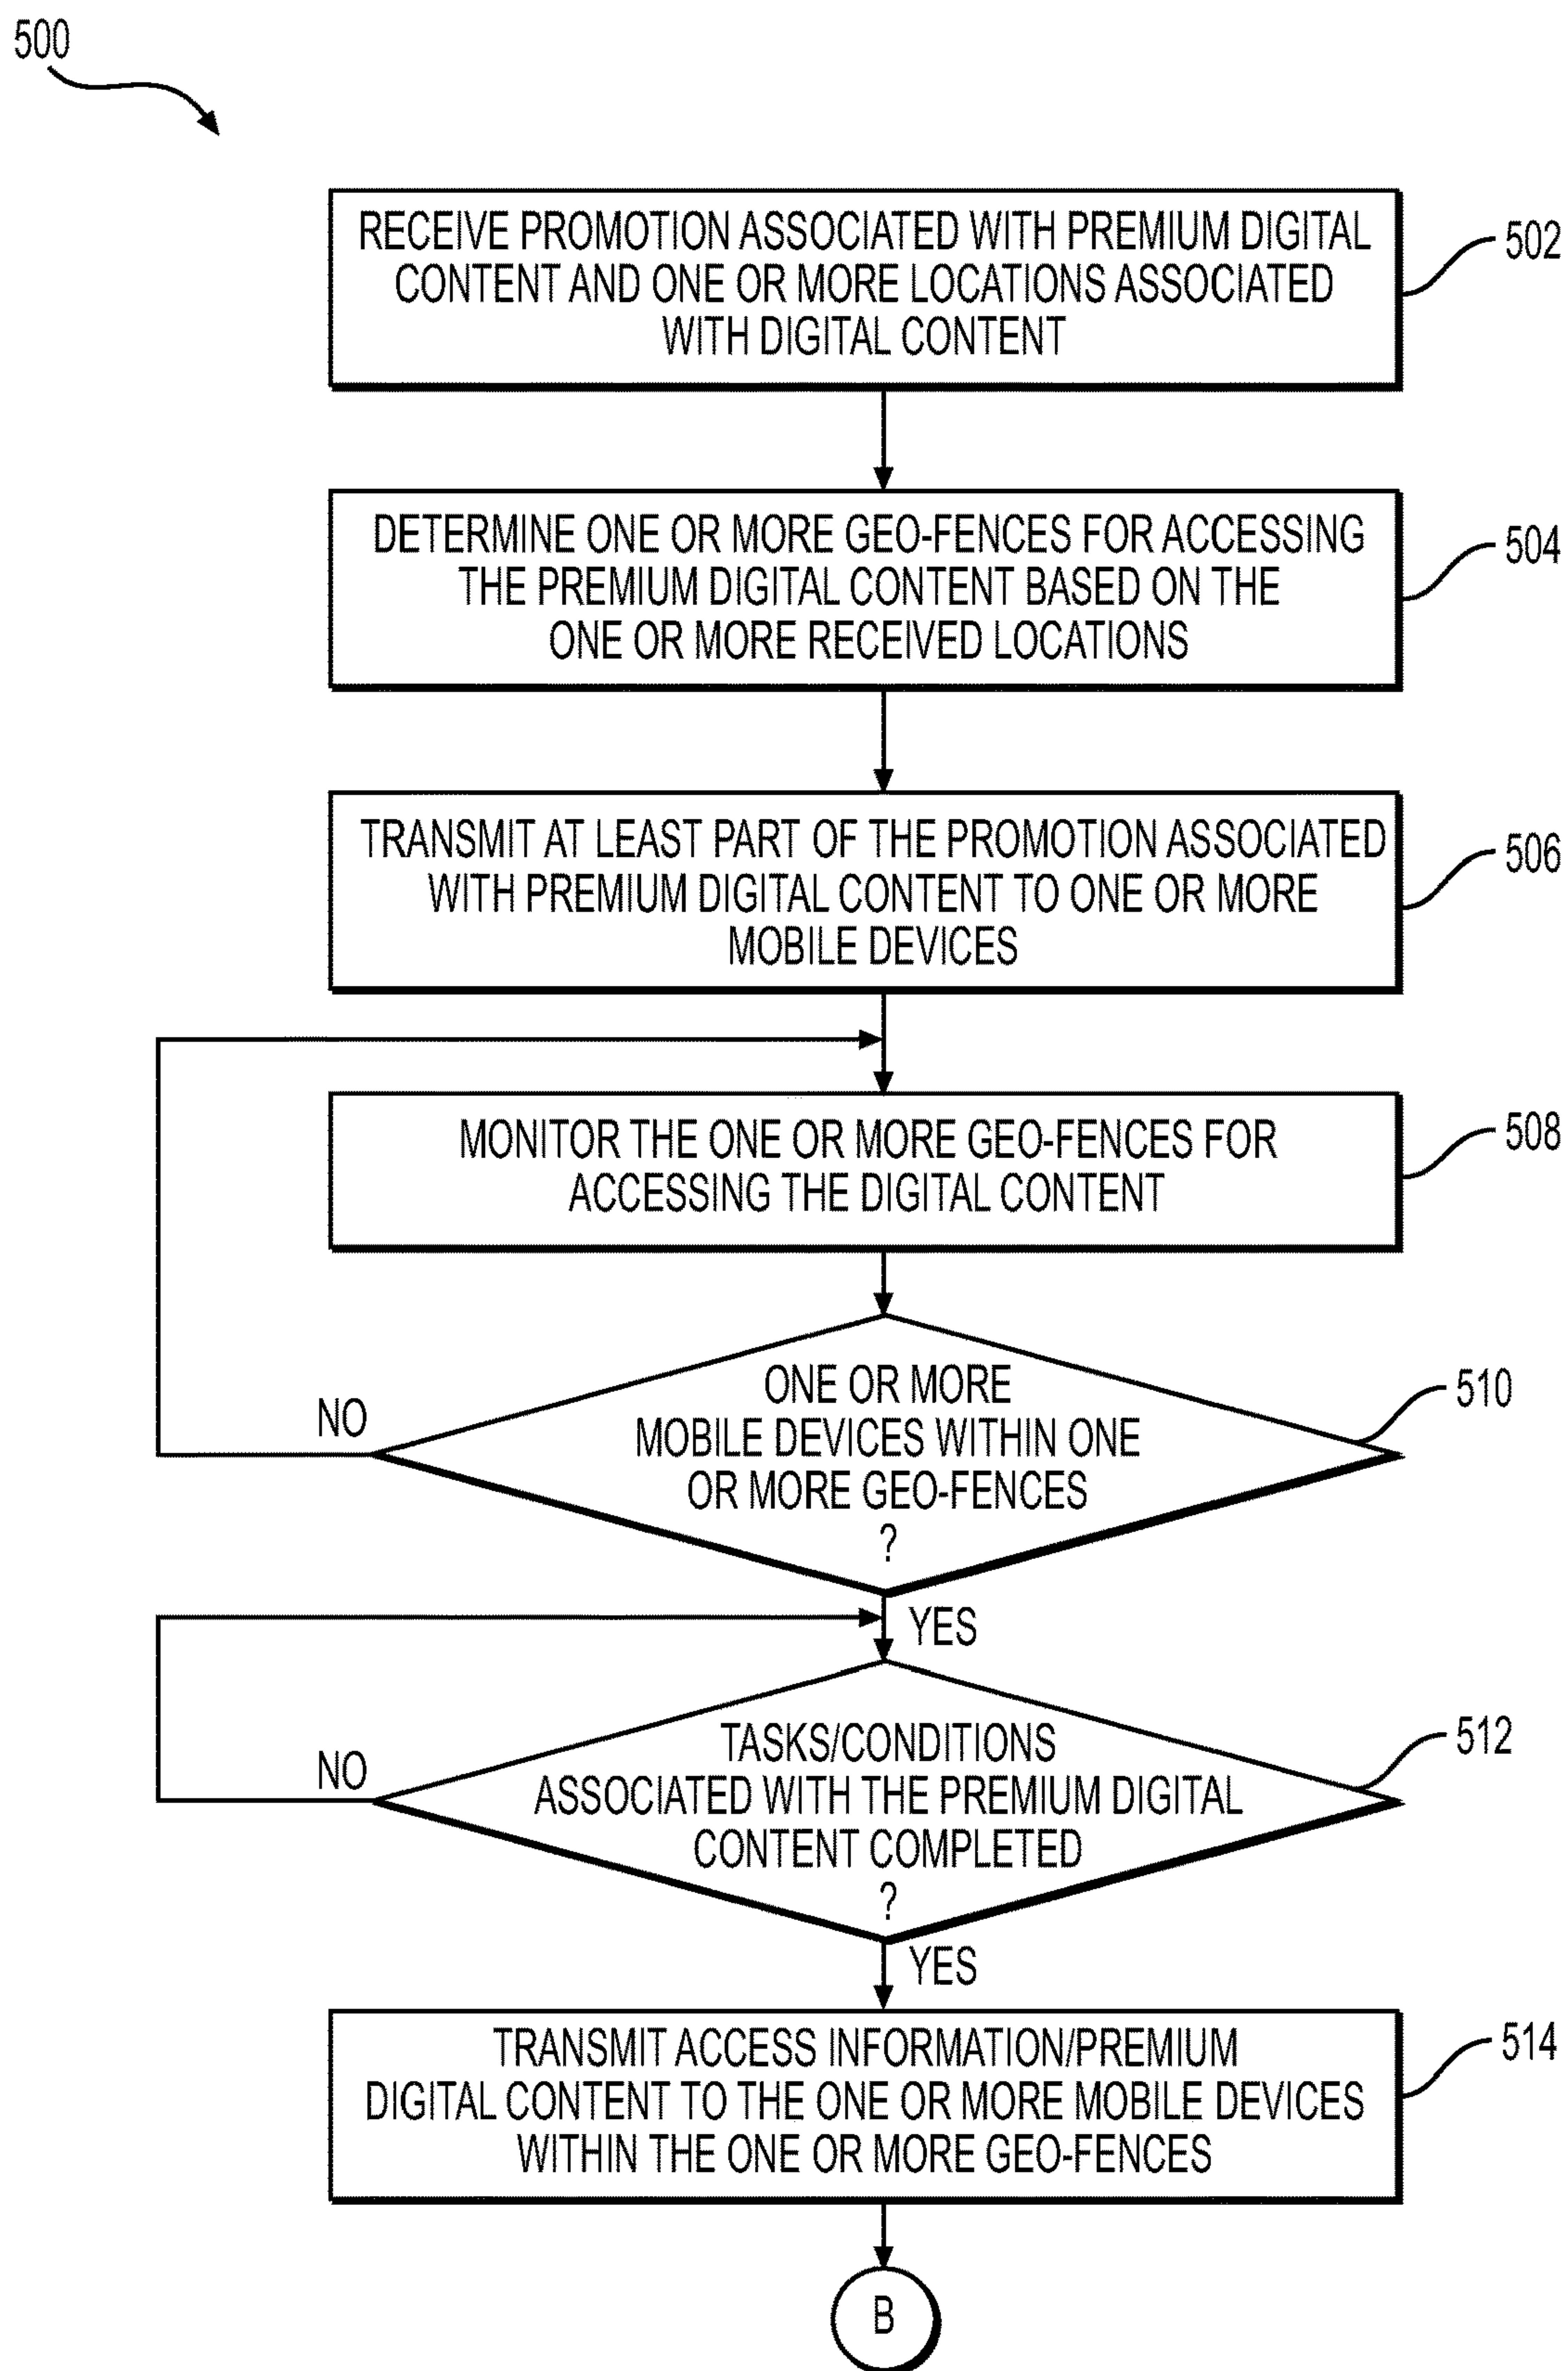 500
RECEIVE PROMOTION ASSOCIATED WITH PREMIUM DIGITAL
CONTENT AND ONE OR MORE LOCATIONS ASSOCIATED
WITH DIGITAL CONTENT
502
DETERMINE ONE OR MORE GEO-FENCES FOR ACCESSING
THE PREMIUM DIGITAL CONTENT BASED ON THE
ONE OR MORE RECEIVED LOCATIONS
504
TRANSMIT AT LEAST PART OF THE PROMOTION ASSOCIATED
WITH PREMIUM DIGITAL CONTENT TO ONE OR MORE
MOBILE DEVICES
506
MONITOR THE ONE OR MORE GEO-FENCES FOR
ACCESSING THE DIGITAL CONTENT
508
ONE OR MORE
MOBILE DEVICES WITHIN ONE
OR MORE GEO-FENCES
?
510
NO
YES
TASKS/CONDITIONS
ASSOCIATED WITH THE PREMIUM DIGITAL
CONTENT COMPLETED
?
512
NO
YES
TRANSMIT ACCESS INFORMATION/PREMIUM
DIGITAL CONTENT TO THE ONE OR MORE MOBILE DEVICES
WITHIN THE ONE OR MORE GEO-FENCES
514
B